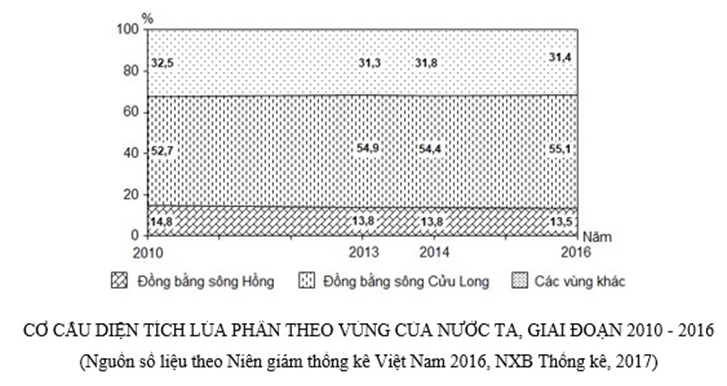 %
100
80
60
40
20
0
32,5 31,3 31,8 31,4
52,7 54,9 54,4 55,1
14,8 13,8 13,8 13,5
2010 2013 2014 2016 Năm
Đồng bằng sông Hồng Đồng bằng sông Cửu Long Các vùng khác
CƠ CẤU DIỆN TÍCH LÚA PHÂN THEO VÙNG CỦA NƯỚC TA, GIAI ĐOẠN 2010 - 2016
(Nguồn số liệu theo Niên giám thống kê Việt Nam 2016, NXB Thống kê, 2017)